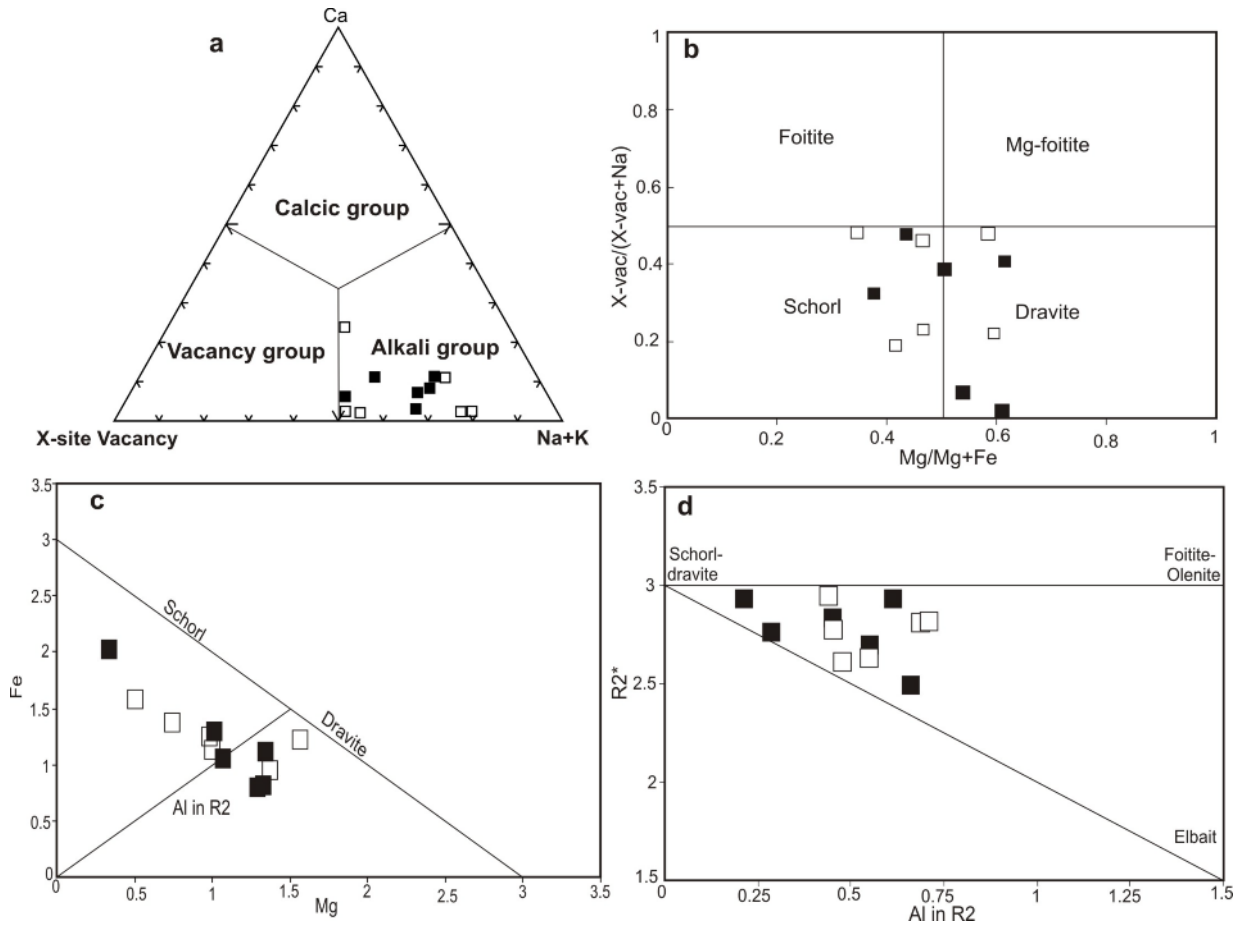 a
Ca
Calcic group
Vacancy group
Alkali group
X-site Vacancy
Na+K
b
1
0.8
0.6
0.4
0.2
0
X-vac/(X-vac+Na)
Foitite
Mg-foitite
Schorl
Dravite
0
0.2
0.4
0.6
0.8
1
Mg/Mg+Fe
c
3.5
3
2.5
2
1.5
1
0.5
0
Fe
Schorl
Dravite
Al in R2
0
0.5
1
1.5
2
2.5
3
3.5
Mg
d
3.5
3
2.5
2
1.5
R2*
Schorl-
dravite
Foitite-
Olenite
Elbait
0
0.25
0.5
0.75
1
1.25
1.5
Al in R2